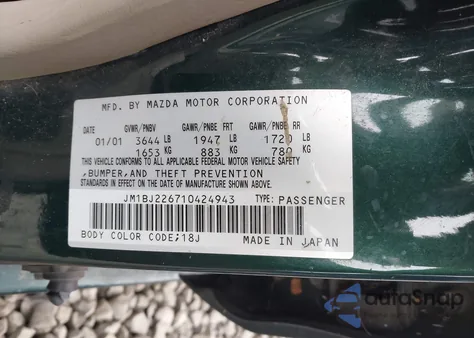 MFD. BY MAZDA MOTOR CORPORATION
DATE GVWR/PNBV GAWR/PNBE FRT GAWR/PNBE RR
01/01 3644 LB 1947 LB 1720 LB
1653 KG 883 KG 780 KG
THIS VEHICLE CONFORMS TO ALL APPLICABLE FEDERAL MOTOR VEHICLE SAFETY
,BUMPER,AND THEFT PREVENTION
STANDARDS IN EFFECT ON THE DATE OF MANUFACTURE SHOWN ABOVE.
JM1BJ226710424943 TYPE: PASSENGER
BODY COLOR CODE;18J MADE IN JAPAN
autoSnap